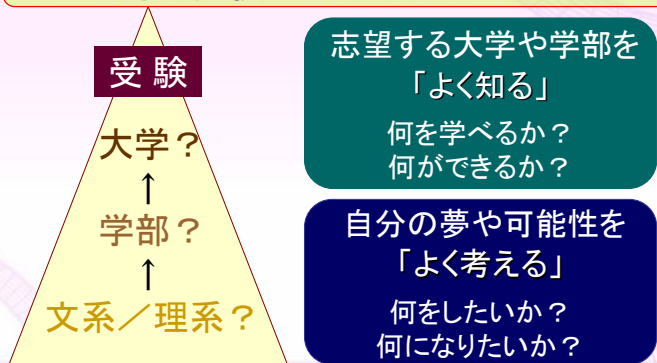 受験
大学？
↑
学部？
↑
文系／理系？
志望する大学や学部を
「よく知る」
何を学べるか？
何ができるか？
自分の夢や可能性を
「よく考える」
何をしたいか？
何になりたいか？